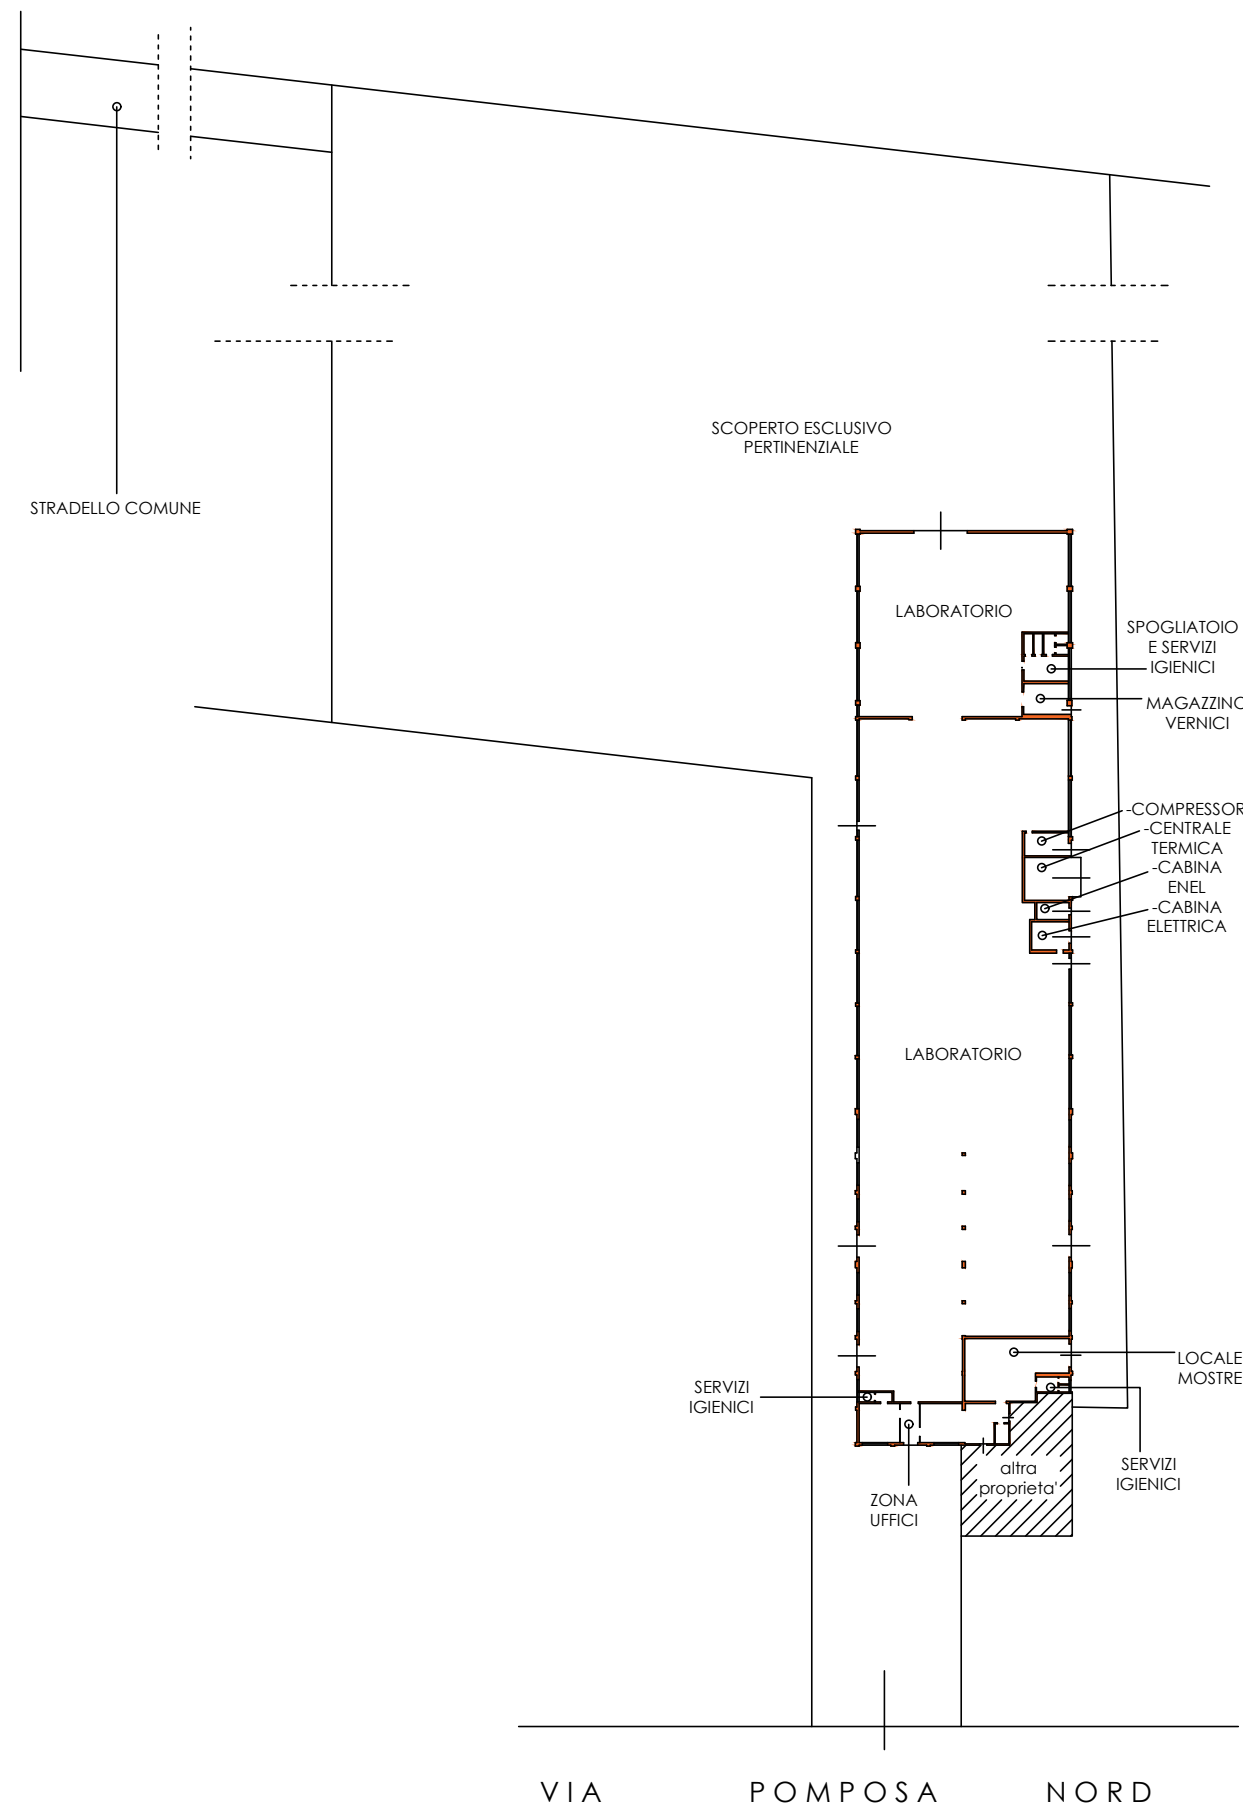 SCOPERTO ESCLUSIVO
PERTINENZIALE
STRADELLO COMUNE
LABORATORIO
SPOGLIATOIO
E SERVIZI
IGIENICI
MAGAZZINO
VERNICI
-COMPRESSOR
-CENTRALE
TERMICA
-CABINA
ENEL
-CABINA
ELETTRICA
LABORATORIO
LOCALE
MOSTRE
SERVIZI
IGIENICI
altra
proprieta'
SERVIZI
IGIENICI
ZONA
UFFICI
VIA POMPOSA NORD